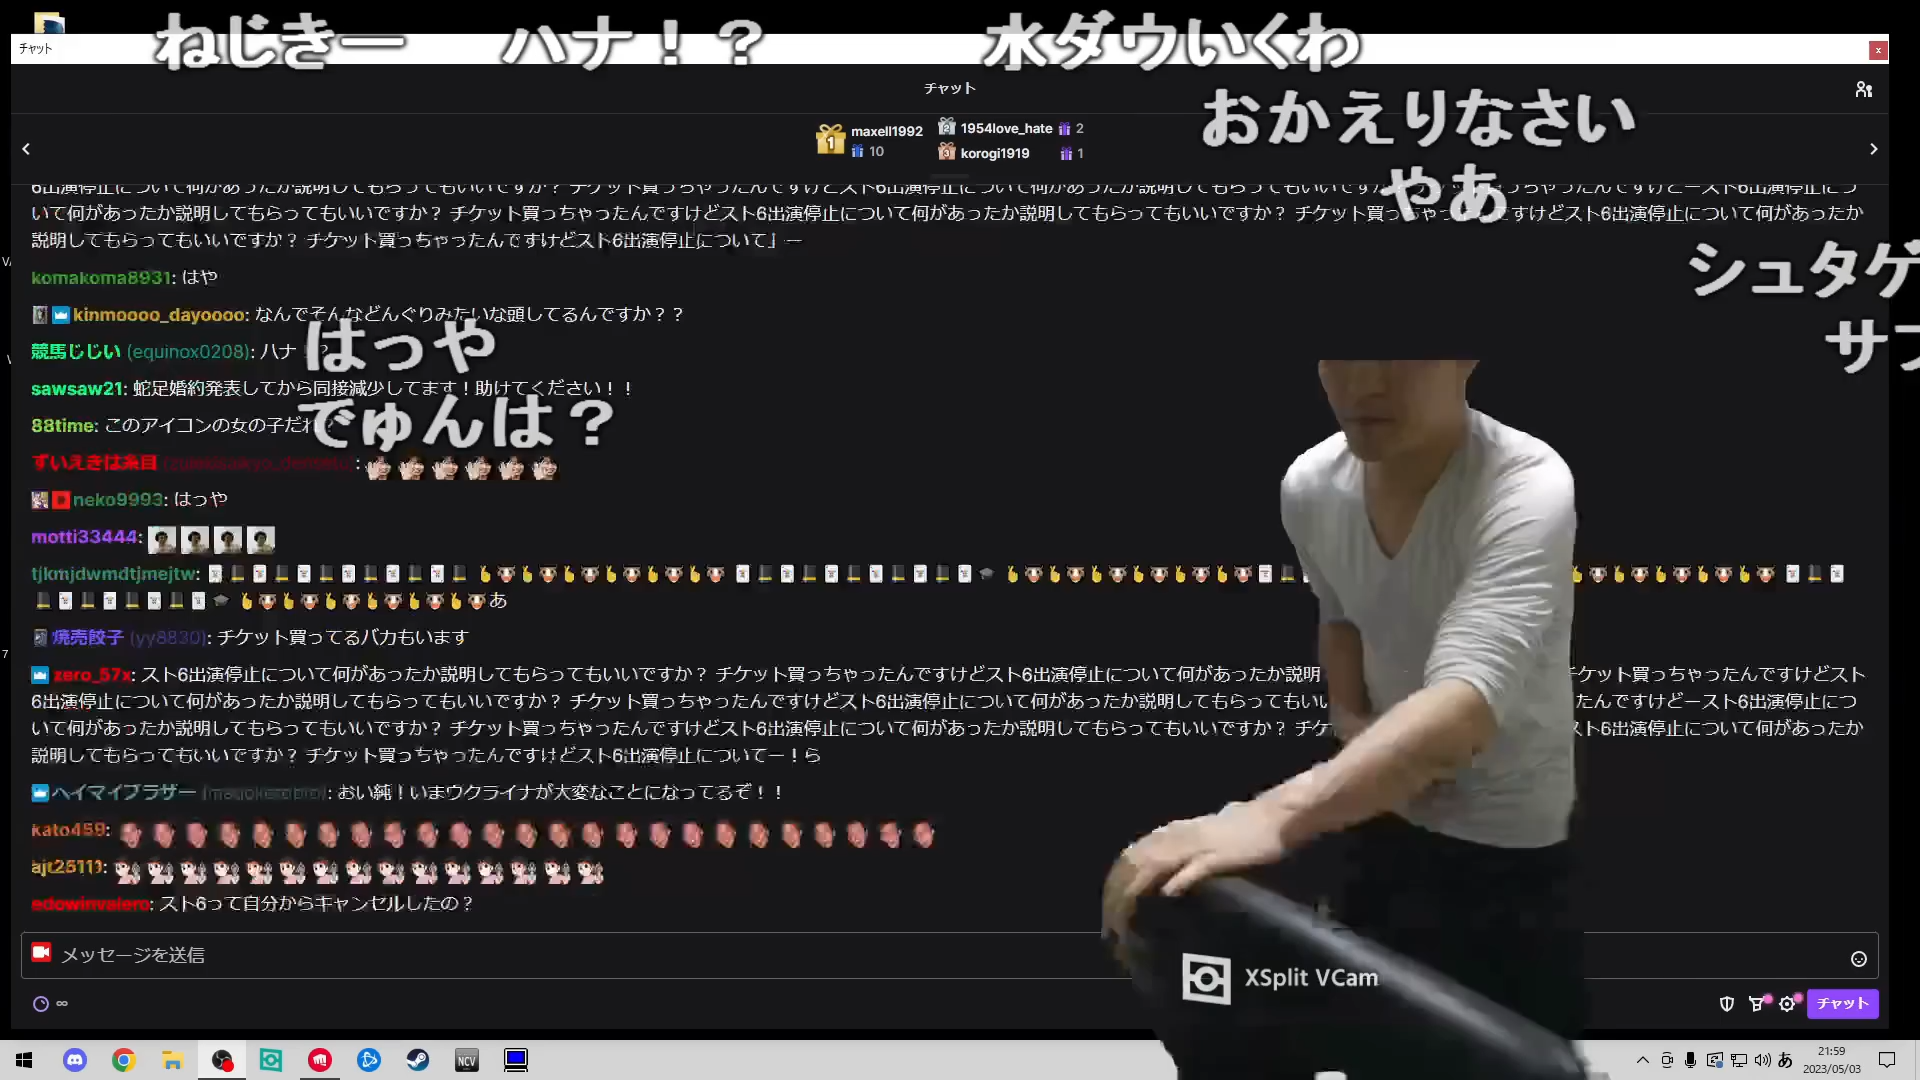 ねじきー ハナ！？ 水ダウいくわ
チャット
チャット
おかえりなさい
maxell1992
10
1954love_hate 2
korogi1919 1
やあ
いて何があったか説明してもらってもいいですか？ チケット買っちゃったんですけどスト6出演停止について何があったか説明してもらってもいいですか？ チケット買っちゃったんですけどスト6出演停止について何があったか
説明してもらってもいいですか？ チケット買っちゃったんですけどスト6出演停止について」ー
シュタゲ
komakoma8931: はや
kinmoooo_dayoooo: なんでそんなどんぐりみたいな頭してるんですか？？
はっや
競馬じじい (equinox0208): ハナ！？
サブ
sawsaw21: 蛇足婚約発表してから同接減少してます！助けてください！！
でゅんは？
88time: このアイコンの女の子だれ？
ずいえきは糸目
neko9993: はっや
motti33444:
tjkmjdwmdtjmejtw:
あ
焼売餃子 (yy8830): チケット買ってるバカもいます
zero_57x: スト6出演停止について何があったか説明してもらってもいいですか？ チケット買っちゃったんですけどスト6出演停止について何があったか説明 チケット買っちゃったんですけどスト
6出演停止について何があったか説明してもらってもいいですか？ チケット買っちゃったんですけどスト6出演停止について何があったか説明してもらってもいい たんですけどースト6出演停止につ
いて何があったか説明してもらってもいいですか？ チケット買っちゃったんですけどスト6出演停止について何があったか説明してもらってもいいですか？ チケ スト6出演停止について何があったか
説明してもらってもいいですか？ チケット買っちゃったんですけどスト6出演停止についてー！ら
ヘイマイブラザー : おい純！いまウクライナが大変なことになってるぞ！！
kato459:
ajt25111:
edowinvalero: スト6って自分からキャンセルしたの？
メッセージを送信
XSplit VCam
∞
チャット
NCV
あ
21:59
2023/05/03